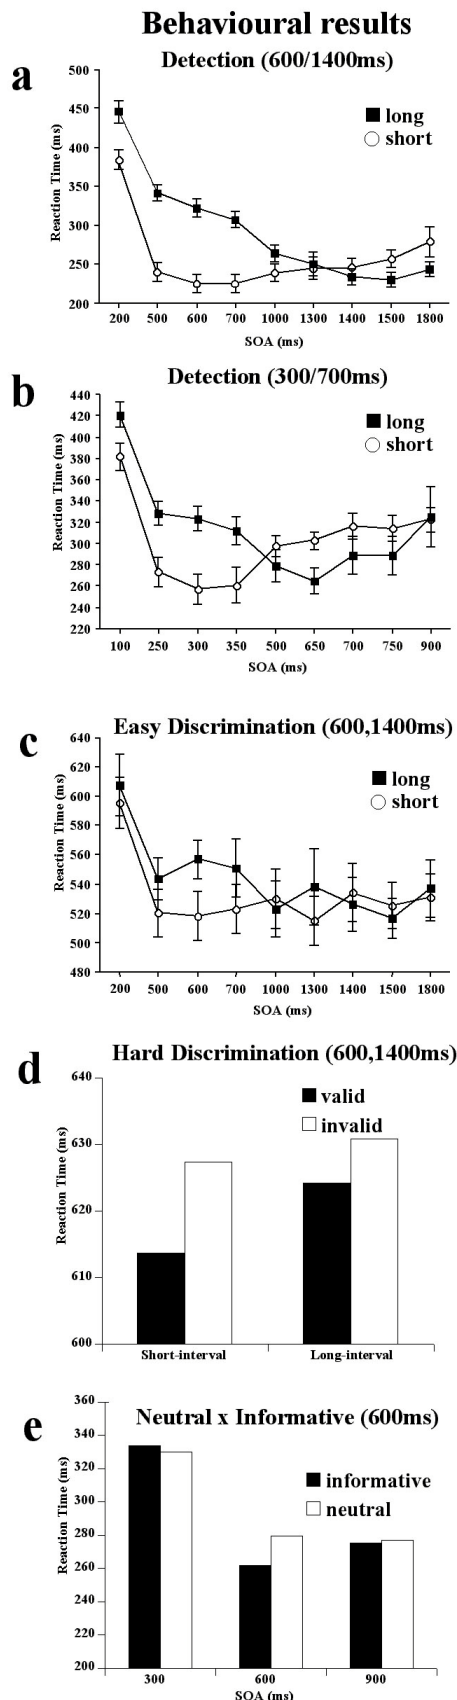 Behavioural results
a
Detection (600/1400ms)
500
450
400
350
300
250
200
Reaction Time (ms)
long
short
200 500 600 700 1000 1300 1400 1500 1800
SOA (ms)
b
Detection (300/700ms)
440
420
400
380
360
340
320
300
280
260
240
220
Reaction Time (ms)
long
short
100 250 300 350 500 650 700 750 900
SOA (ms)
c
Easy Discrimination (600,1400ms)
640
620
600
580
560
540
520
500
480
Reaction Time (ms)
long
short
200 500 600 700 1000 1300 1400 1500 1800
SOA (ms)
d
Hard Discrimination (600,1400ms)
640
630
620
610
600
Reaction Time (ms)
valid
invalid
Short-interval Long-interval
e
Neutral x Informative (600ms)
360
340
320
300
280
260
240
220
200
Reaction Time (ms)
informative
neutral
300 600 900
SOA (ms)